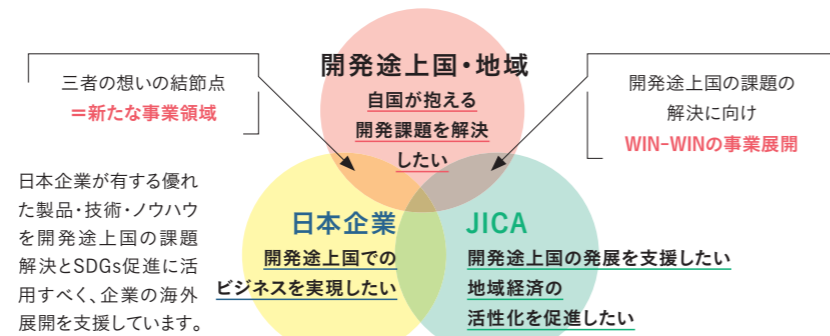 開発途上国・地域
自国が抱える
開発課題を解決
したい
三者の想いの結節点
＝新たな事業領域
開発途上国の課題の
解決に向け
WIN-WINの事業展開
日本企業が有する優れ
た製品・技術・ノウハウ
を開発途上国の課題
解決とSDGs促進に活
用すべく、企業の海外
展開を支援しています。
日本企業
開発途上国での
ビジネスを実現したい
JICA
開発途上国の発展を支援したい
地域経済の
活性化を促進したい